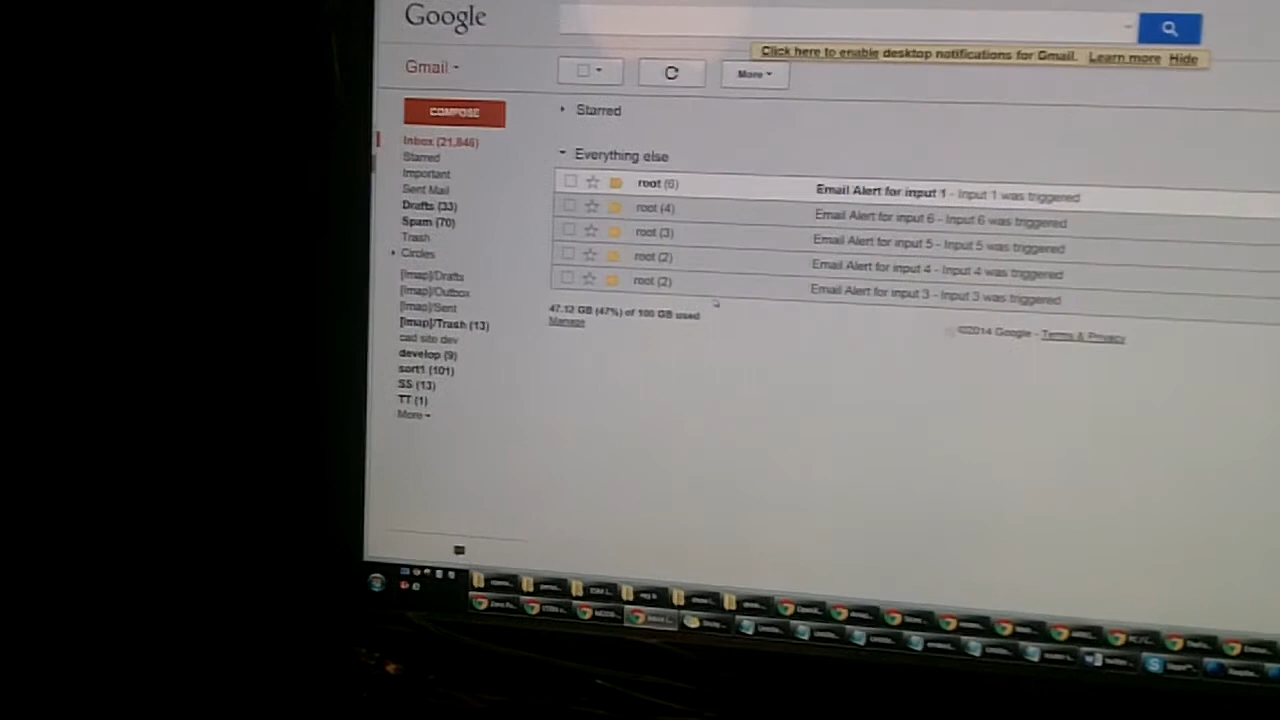 Google
Click here to enable desktop notifications for Gmail. Learn more Hide
Gmail
More
COMPOSE
Starred
Inbox (21,846)
Starred
Important
Sent Mail
Drafts (33)
Spam (70)
Trash
Circles
[Imap]/Drafts
[Imap]/Outbox
[Imap]/Sent
[Imap]/Trash (13)
cad site dev
develop (9)
sort1 (101)
SS (13)
TT (1)
More
Everything else
root (6) Email Alert for input 1 - Input 1 was triggered
root (4) Email Alert for input 6 - Input 6 was triggered
root (3) Email Alert for input 5 - Input 5 was triggered
root (2) Email Alert for input 4 - Input 4 was triggered
root (2) Email Alert for input 3 - Input 3 was triggered
47.12 GB (47%) of 100 GB used
Manage
©2014 Google - Terms & Privacy